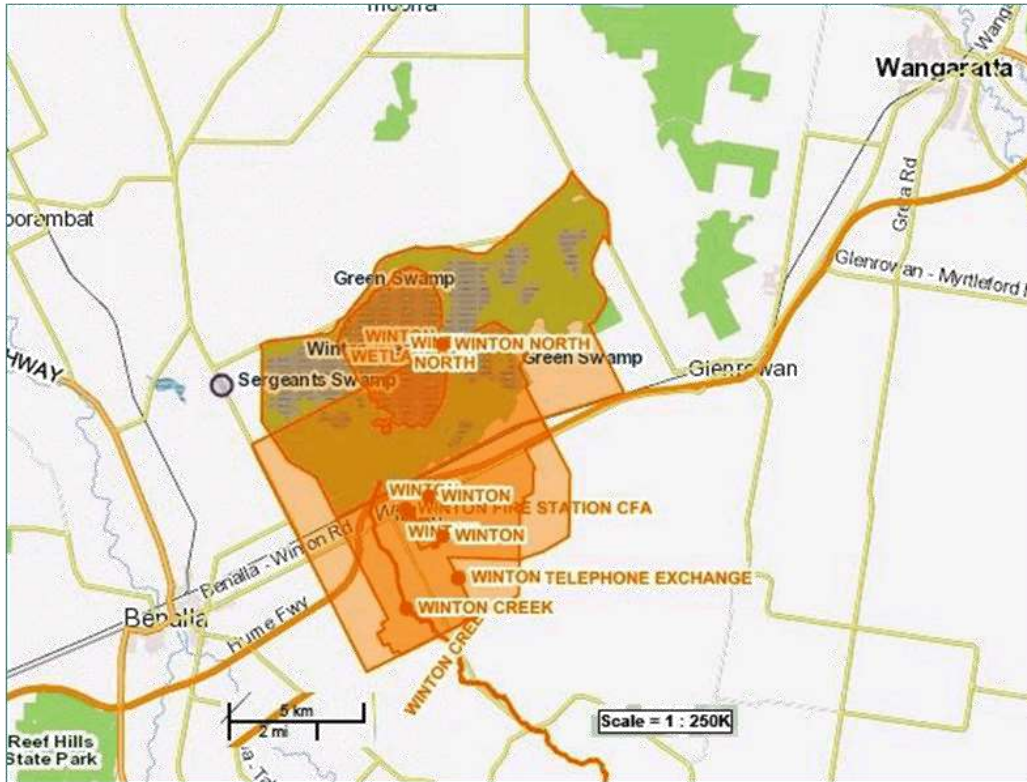 Wangaratta
Greta Rd
oorambat
Glenrowan - Myrtleford
Green Swamp
WINTON
WINTON NORTH
NORTH
Green Swamp
HWAY
Sergeants Swamp
Glenrowan
WINTON
WINTON FIRE STATION CFA
WINTON
Benalla - Winton Rd
WINTON TELEPHONE EXCHANGE
WINTON CREEK
Benalla
Hume Fwy
WINTON CREE
5 km
2 mi
Scale = 1 : 250K
Reef Hills
State Park